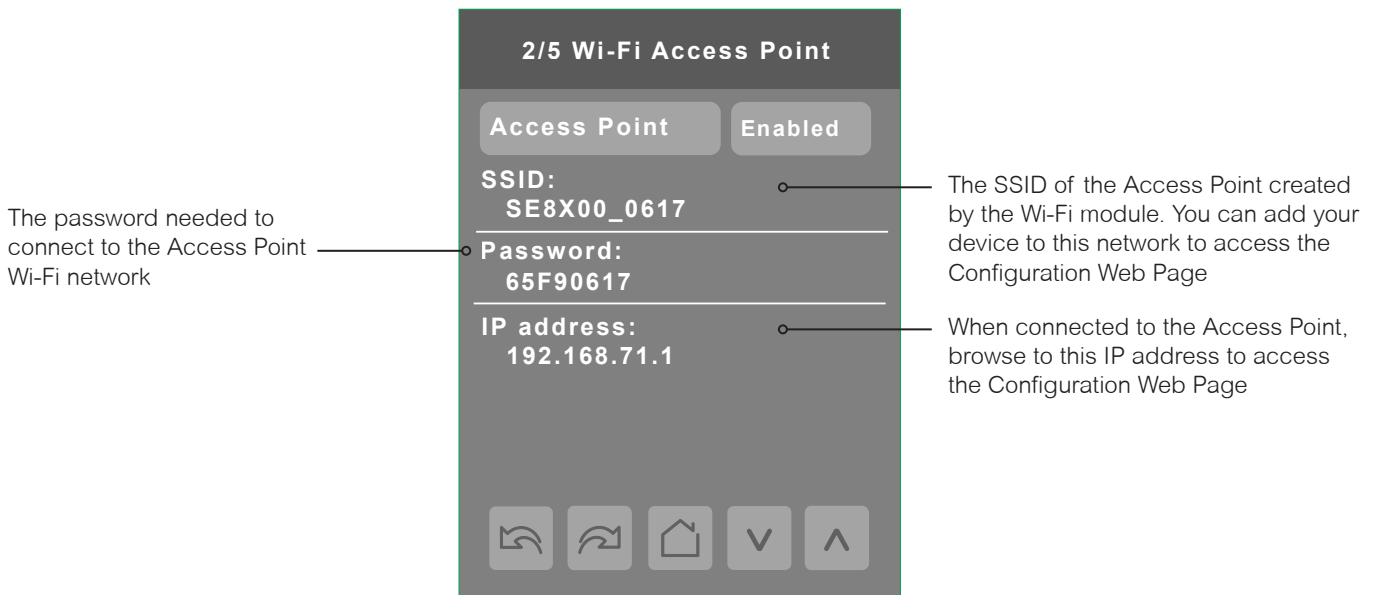 2/5 Wi-Fi Access Point
Access Point
Enabled
SSID:
SE8X00_0617
Password:
65F90617
IP address:
192.168.71.1
The password needed to
connect to the Access Point
Wi-Fi network
The SSID of the Access Point created
by the Wi-Fi module. You can add your
device to this network to access the
Configuration Web Page
When connected to the Access Point,
browse to this IP address to access
the Configuration Web Page